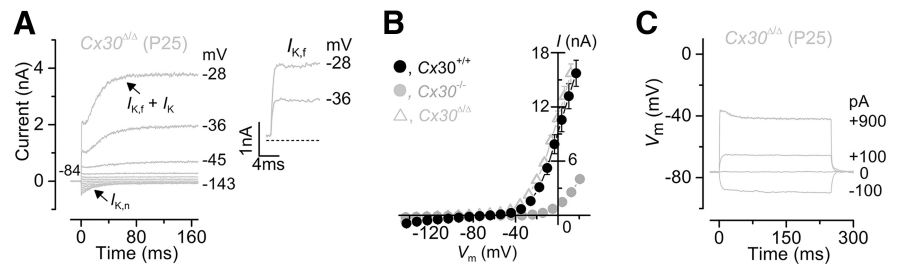 A
Cx30Δ/Δ (P25)
mV
Current (nA)
4
2
0
-28
-36
-45
-84
-143
IK,f + IK
IK,n
0 80 160
Time (ms)
IK,f
mV
-28
-36
1nA
4ms
B
I (nA)
18
12
6
, Cx30+/+
, Cx30-/-
, Cx30Δ/Δ
-120 -80 -40 0
Vm (mV)
C
Cx30Δ/Δ (P25)
Vm (mV)
0
-40
-80
pA
+900
+100
0
-100
0 150 300
Time (ms)